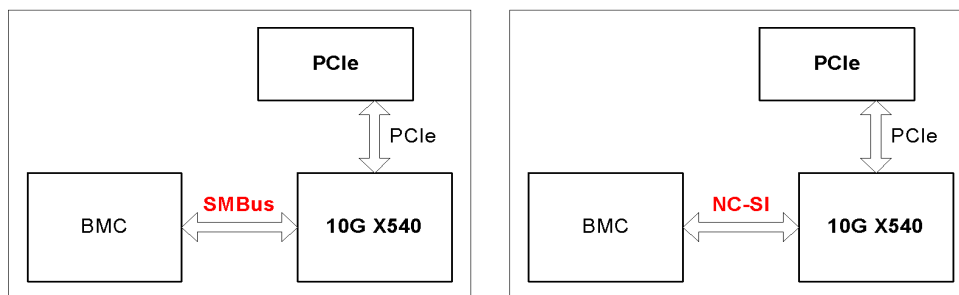 PCIe
PCIe
BMC
SMBus
10G X540
PCIe
PCIe
BMC
NC-SI
10G X540